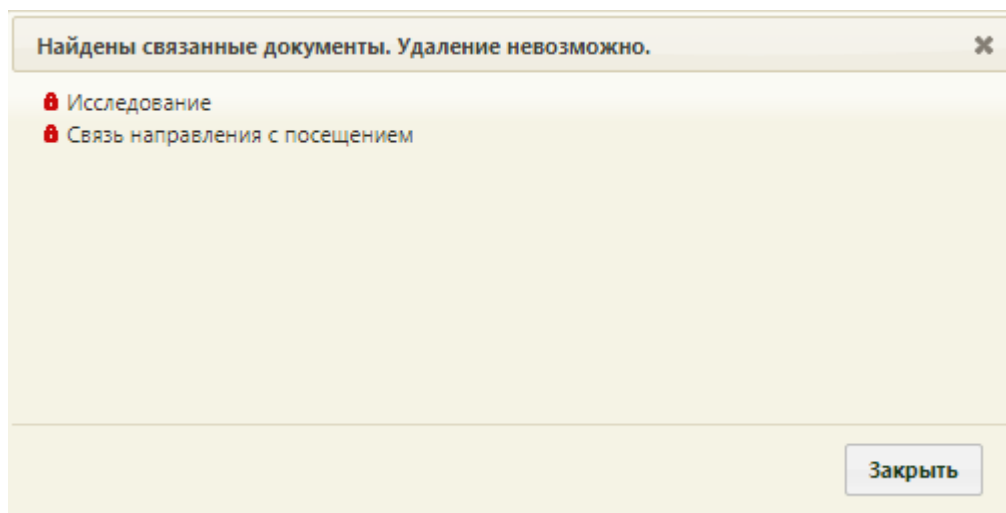 Найдены связанные документы. Удаление невозможно.
Исследование
Связь направления с посещением
Закрыть